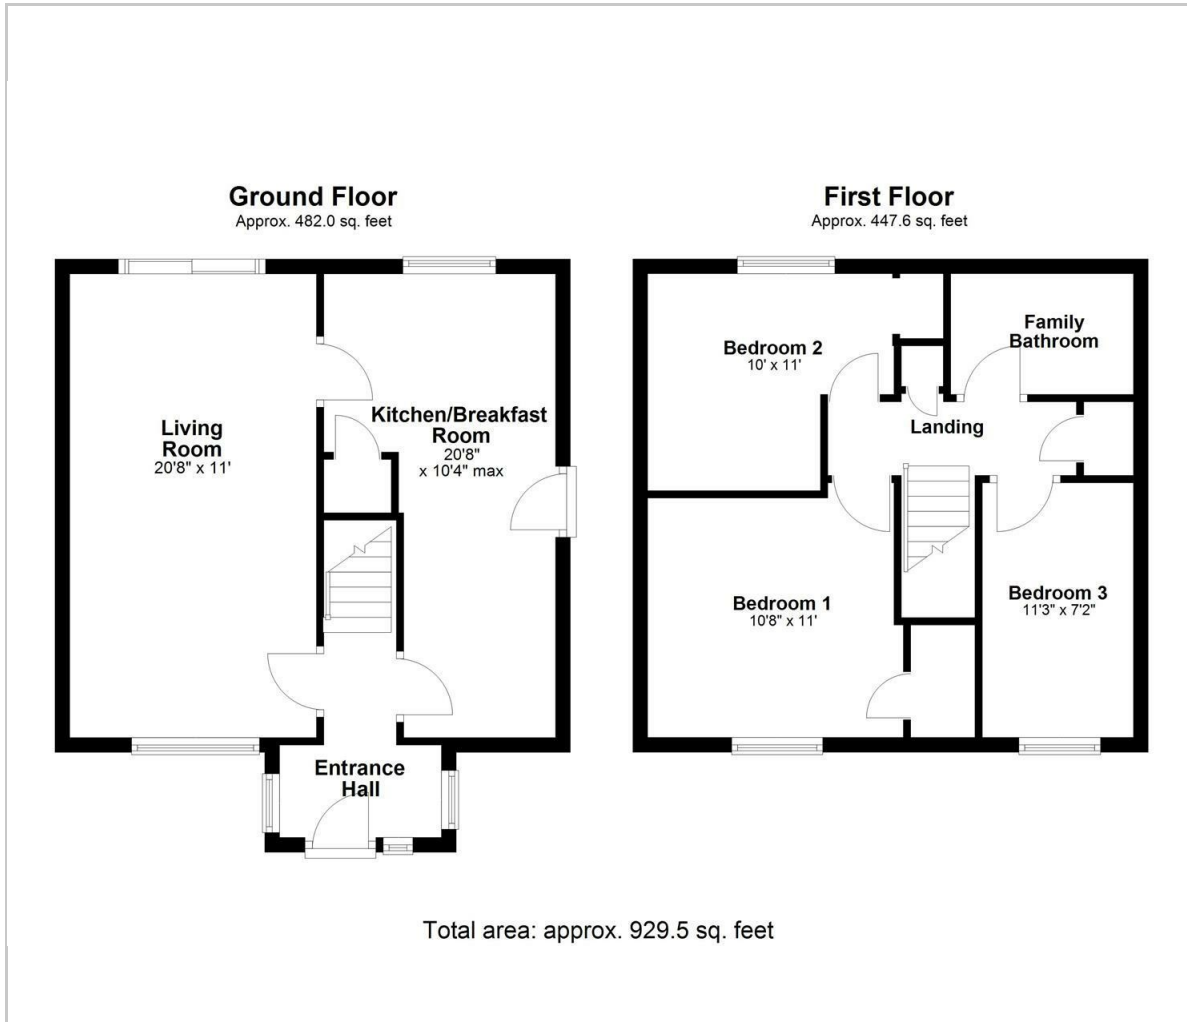 Ground Floor
Approx. 482.0 sq. feet
Living
Room
20'8" x 11'
Kitchen/Breakfast
Room
20'8"
x 10'4" max
Entrance
Hall
First Floor
Approx. 447.6 sq. feet
Bedroom 2
10' x 11'
Family
Bathroom
Landing
Bedroom 1
10'8" x 11'
Bedroom 3
11'3" x 7'2"
Total area: approx. 929.5 sq. feet